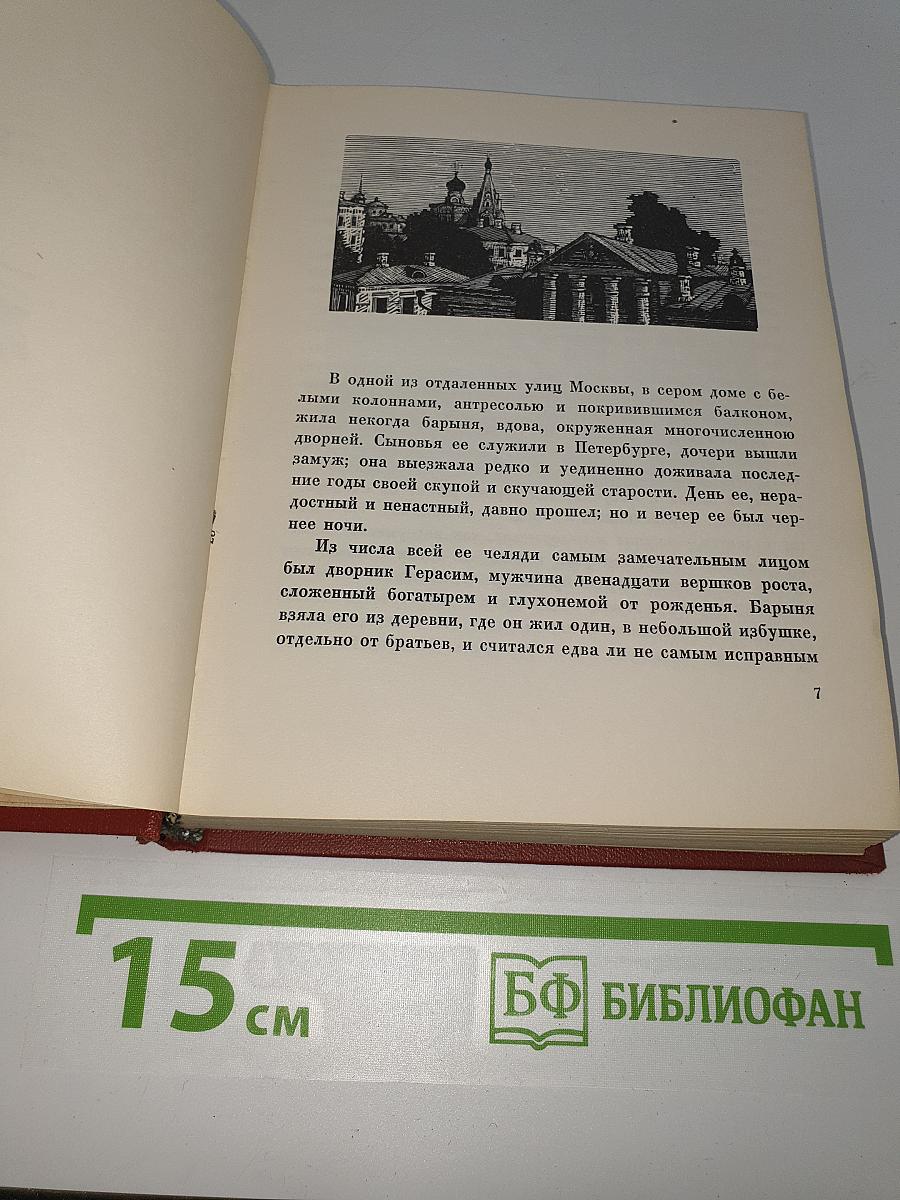 В одной из отдаленных улиц Москвы, в сером доме с бе-
лыми колоннами, антресолью и покривившимся балконом,
жила некогда барыня, вдова, окруженная многочисленною
дворней. Сыновья ее служили в Петербурге, дочери вышли
замуж; она выезжала редко и уединенно доживала послед-
ние годы своей скупой и скучающей старости. День ее, нера-
достный и ненастный, давно прошел; но и вечер ее был чер-
нее ночи.
Из числа всей ее челяди самым замечательным лицом
был дворник Герасим, мужчина двенадцати вершков роста,
сложенный богатырем и глухонемой от рожденья. Барыня
взяла его из деревни, где он жил один, в небольшой избушке,
отдельно от братьев, и считался едва ли не самым исправным
7
15 см
БФ БИБЛИОФАН